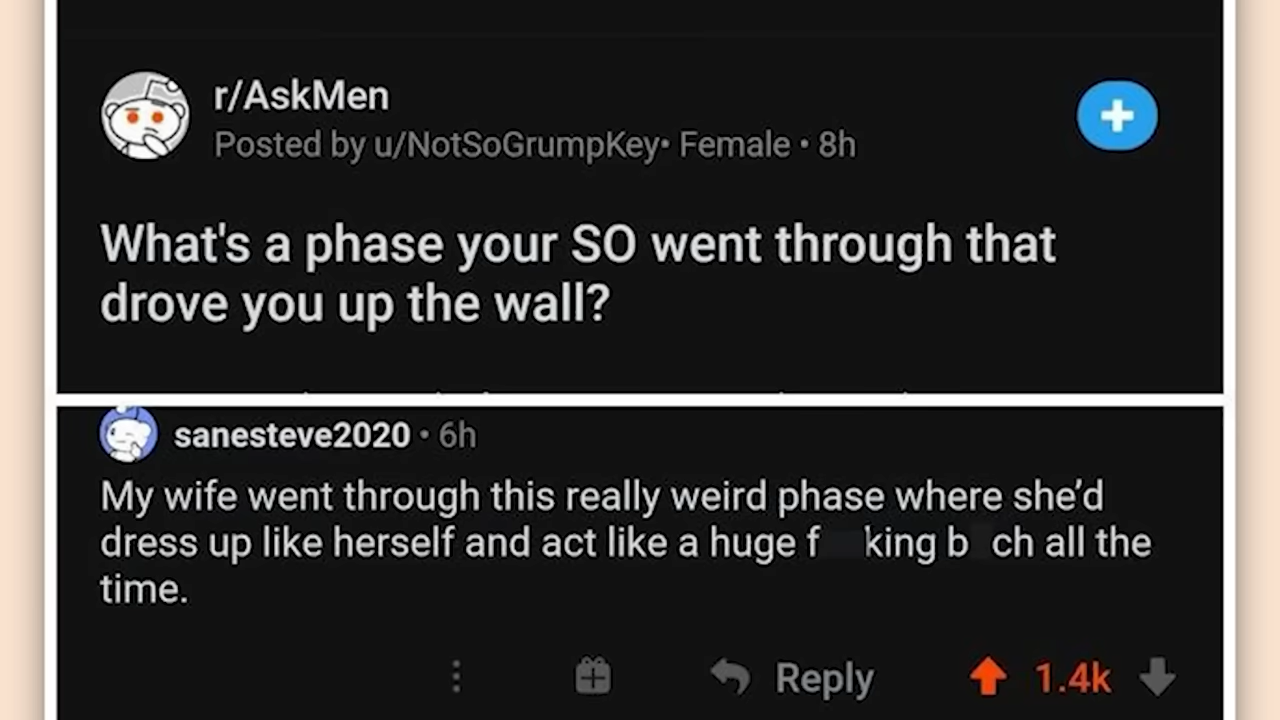 r/AskMen
Posted by u/NotSoGrumpKey• Female • 8h
What's a phase your SO went through that
drove you up the wall?
sanesteve2020 • 6h
My wife went through this really weird phase where she’d
dress up like herself and act like a huge f king b ch all the
time.
Reply 1.4k